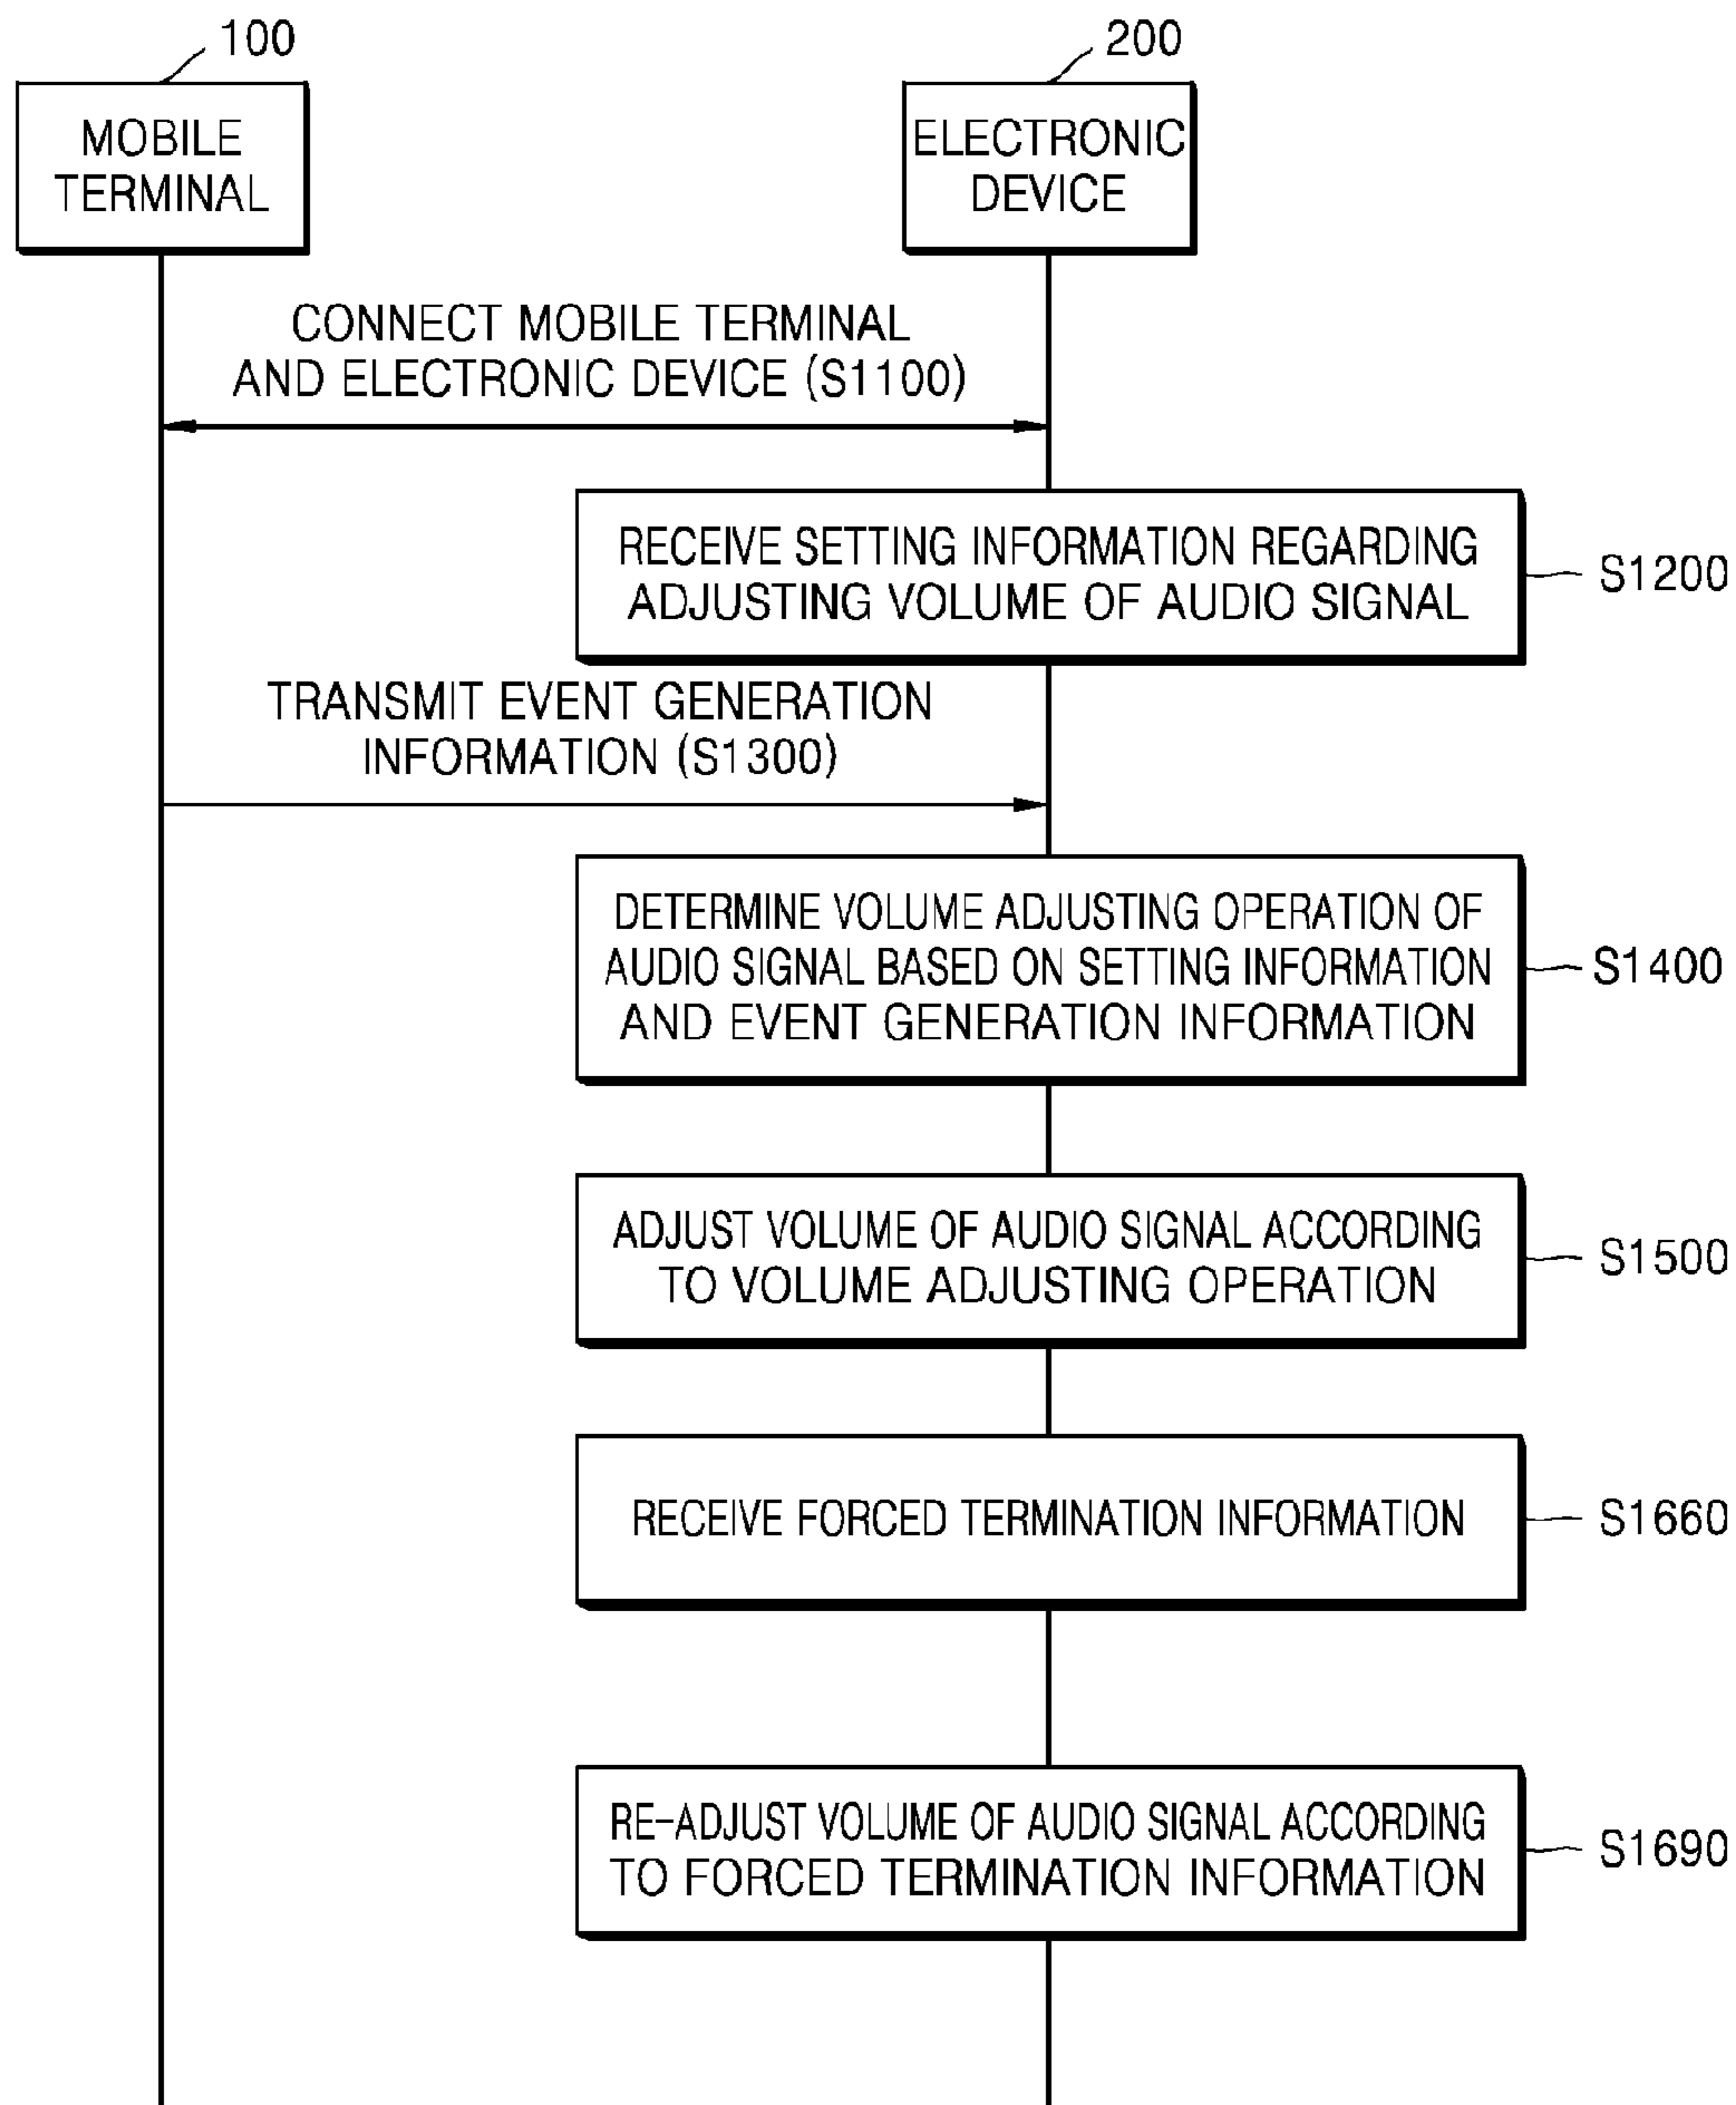 100
200
MOBILE
TERMINAL
ELECTRONIC
DEVICE
CONNECT MOBILE TERMINAL
AND ELECTRONIC DEVICE (S1100)
RECEIVE SETTING INFORMATION REGARDING
ADJUSTING VOLUME OF AUDIO SIGNAL
S1200
TRANSMIT EVENT GENERATION
INFORMATION (S1300)
DETERMINE VOLUME ADJUSTING OPERATION OF
AUDIO SIGNAL BASED ON SETTING INFORMATION
AND EVENT GENERATION INFORMATION
S1400
ADJUST VOLUME OF AUDIO SIGNAL ACCORDING
TO VOLUME ADJUSTING OPERATION
S1500
RECEIVE FORCED TERMINATION INFORMATION
S1660
RE-ADJUST VOLUME OF AUDIO SIGNAL ACCORDING
TO FORCED TERMINATION INFORMATION
S1690